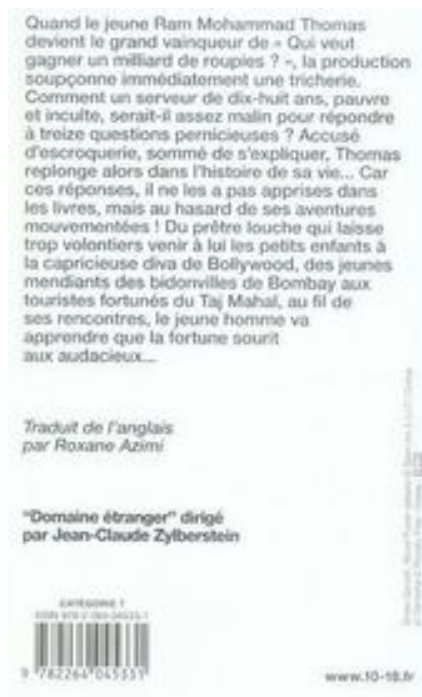 Quand le jeune Ram Mohammad Thomas
devient le grand vainqueur de « Qui veut
gagner un milliard de roupies ? », la production
soupçonne immédiatement une tricherie.
Comment un serveur de dix-huit ans, pauvre
et inculte, serait-il assez malin pour répondre
à treize questions pernicieuses ? Accusé
d'escroquerie, sommé de s'expliquer, Thomas
replonge alors dans l'histoire de sa vie... Car
ces réponses, il ne les a pas apprises dans
les livres, mais au hasard de ses aventures
mouvementées ! Du prêtre louche qui laisse
trop volontiers venir à lui les petits enfants à
la capricieuse diva de Bollywood, des jeunes
mendiants des bidonvilles de Bombay aux
touristes fortunés du Taj Mahal, au fil de
ses rencontres, le jeune homme va
apprendre que la fortune sourit
aux audacieux...
Traduit de l'anglais
par Roxane Azimi
"Domaine étranger" dirigé
par Jean-Claude Zylberstein
CATÉGORIE 7
ISBN
9 782264 045331
www.10-18.fr